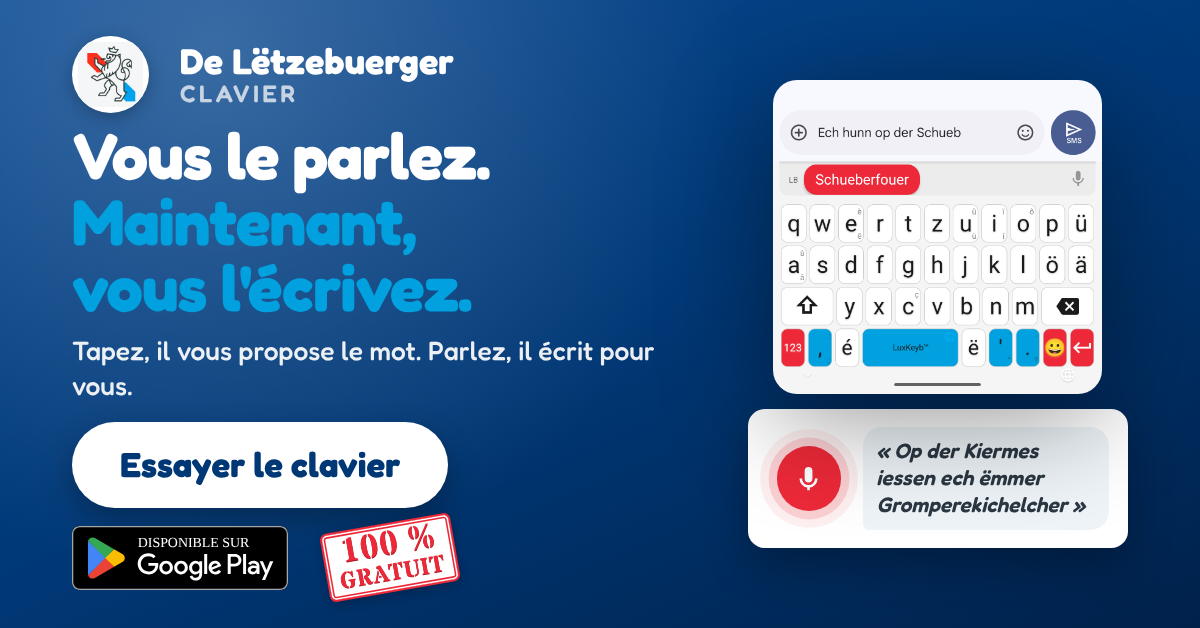 De Lëtzebuerger
CLAVIER
Vous le parlez.
Maintenant,
vous l'écrivez.
Tapez, il vous propose le mot. Parlez, il écrit pour
vous.
Essayer le clavier
DISPONIBLE SUR
Google Play
100 %
GRATUIT
Ech hunn op der Schueb
SMS
LB
Schueberfouer
q w e r t z u i o p ü
a s d f g h j k l ö ä
y x c v b n m
123 , é LuxKeyb™ ë ' .
« Op der Kiermes
iessen ech ëmmer
Gromperekichelcher »